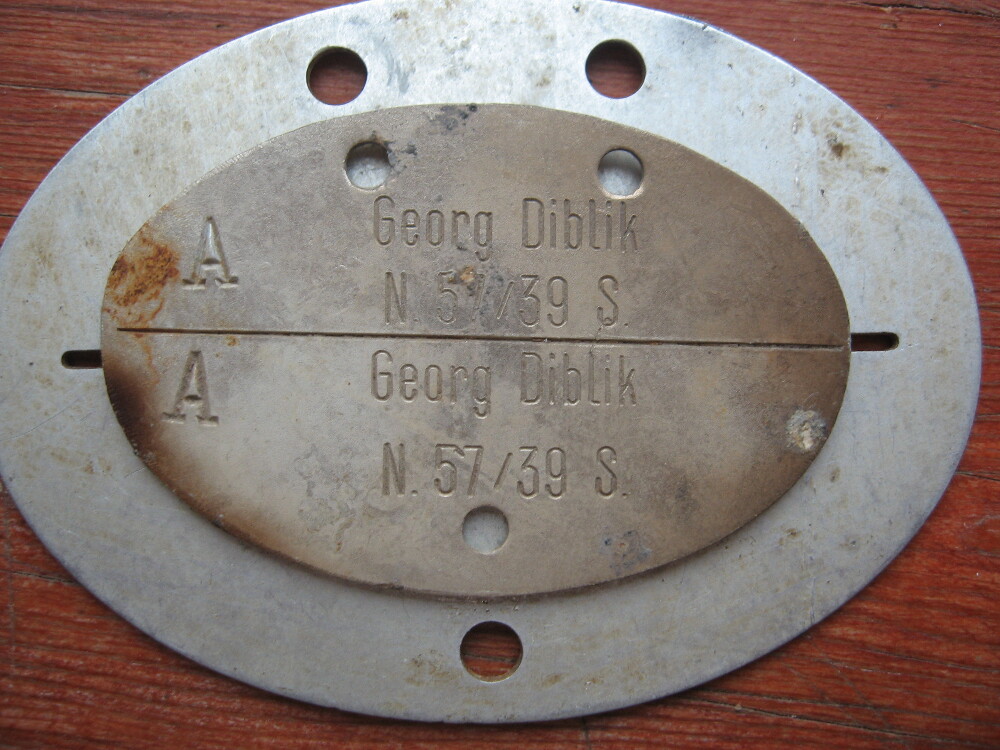 A
Georg Diblik
N. 57/39 S.
A
Georg Diblik
N. 57/39 S.